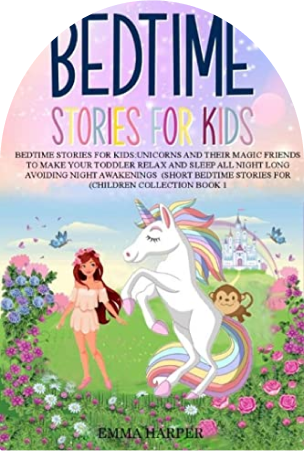 BEDTIME
STORIES FOR KIDS
BEDTIME STORIES FOR KIDS:UNICORNS AND THEIR MAGIC FRIENDS
TO MAKE YOUR TODDLER RELAX AND SLEEP ALL NIGHT LONG
AVOIDING NIGHT AWAKENINGS (SHORT BEDTIME STORIES FOR
(CHILDREN COLLECTION BOOK 1
EMMA HARPER